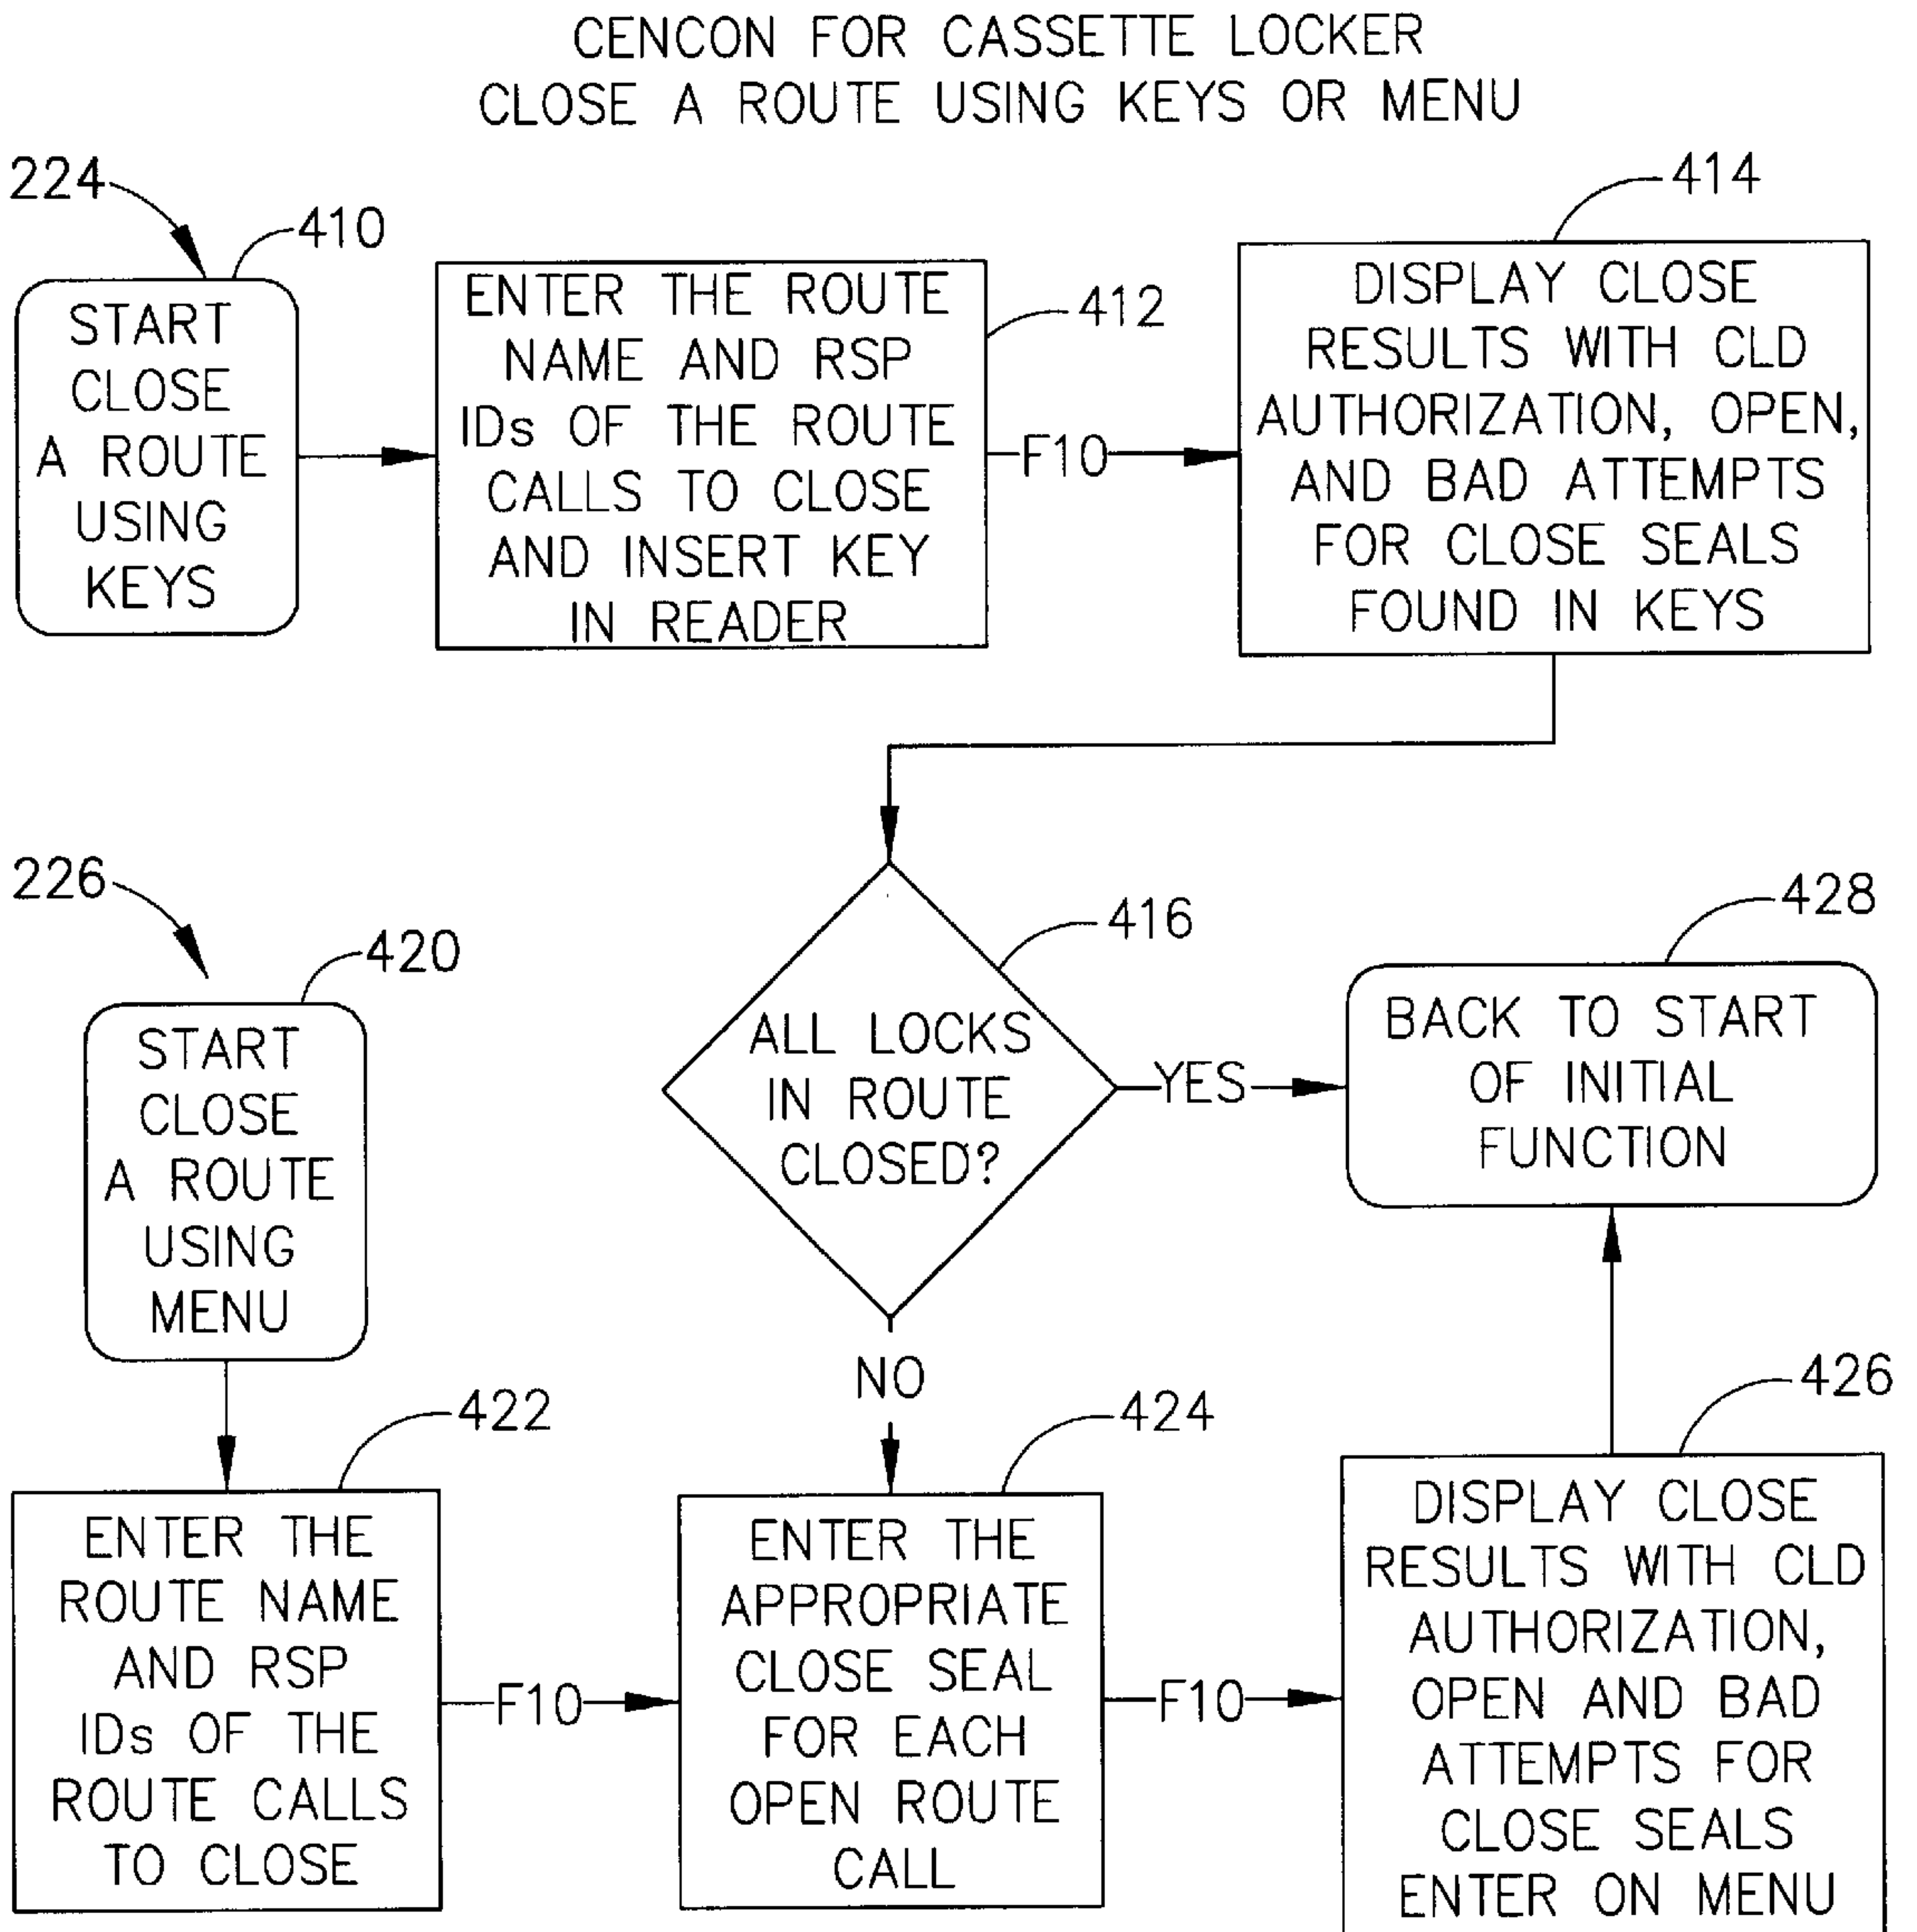 CENCON FOR CASSETTE LOCKER
CLOSE A ROUTE USING KEYS OR MENU
224
410
START
CLOSE
A ROUTE
USING
KEYS
412
ENTER THE ROUTE
NAME AND RSP
IDs OF THE ROUTE
CALLS TO CLOSE
AND INSERT KEY
IN READER
F10
414
DISPLAY CLOSE
RESULTS WITH CLD
AUTHORIZATION, OPEN,
AND BAD ATTEMPTS
FOR CLOSE SEALS
FOUND IN KEYS
416
ALL LOCKS
IN ROUTE
CLOSED?
YES
428
BACK TO START
OF INITIAL
FUNCTION
NO
226
420
START
CLOSE
A ROUTE
USING
MENU
422
ENTER THE
ROUTE NAME
AND RSP
IDs OF THE
ROUTE CALLS
TO CLOSE
F10
424
ENTER THE
APPROPRIATE
CLOSE SEAL
FOR EACH
OPEN ROUTE
CALL
F10
426
DISPLAY CLOSE
RESULTS WITH CLD
AUTHORIZATION,
OPEN AND BAD
ATTEMPTS FOR
CLOSE SEALS
ENTER ON MENU